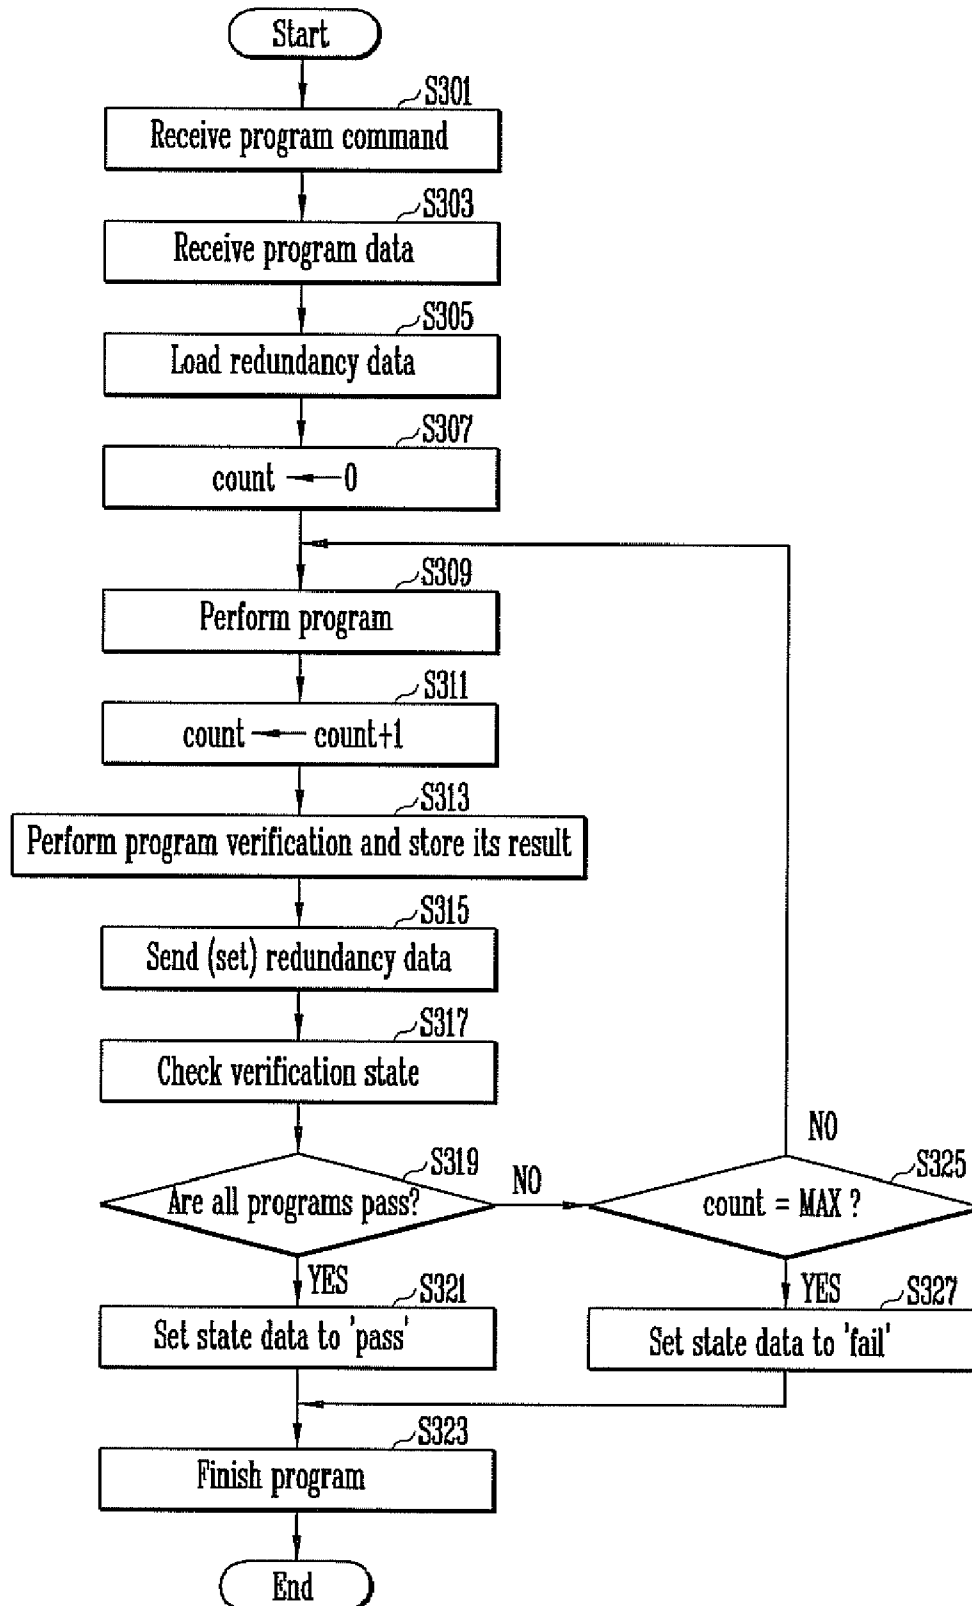 Start
S301
Receive program command
S303
Receive program data
S305
Load redundancy data
S307
count ← 0
S309
Perform program
S311
count ← count+1
S313
Perform program verification and store its result
S315
Send (set) redundancy data
S317
Check verification state
S319
Are all programs pass?
NO
S325
count = MAX ?
NO
YES
S321
Set state data to 'pass'
YES
S327
Set state data to 'fail'
S323
Finish program
End